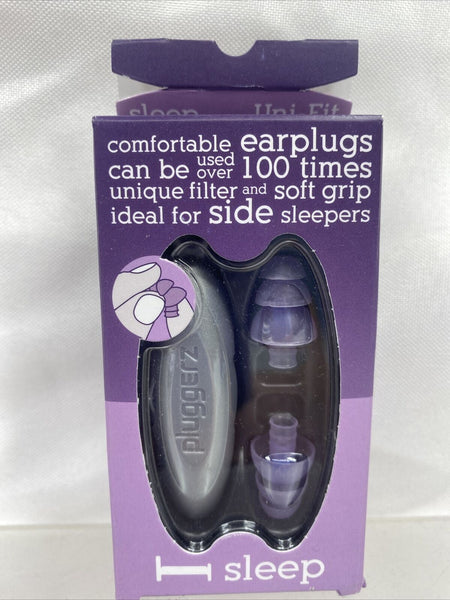 sleep Uni-Fit
comfortable earplugs
can be used over 100 times
unique filter and soft grip
ideal for side sleepers
pluggerz
I sleep